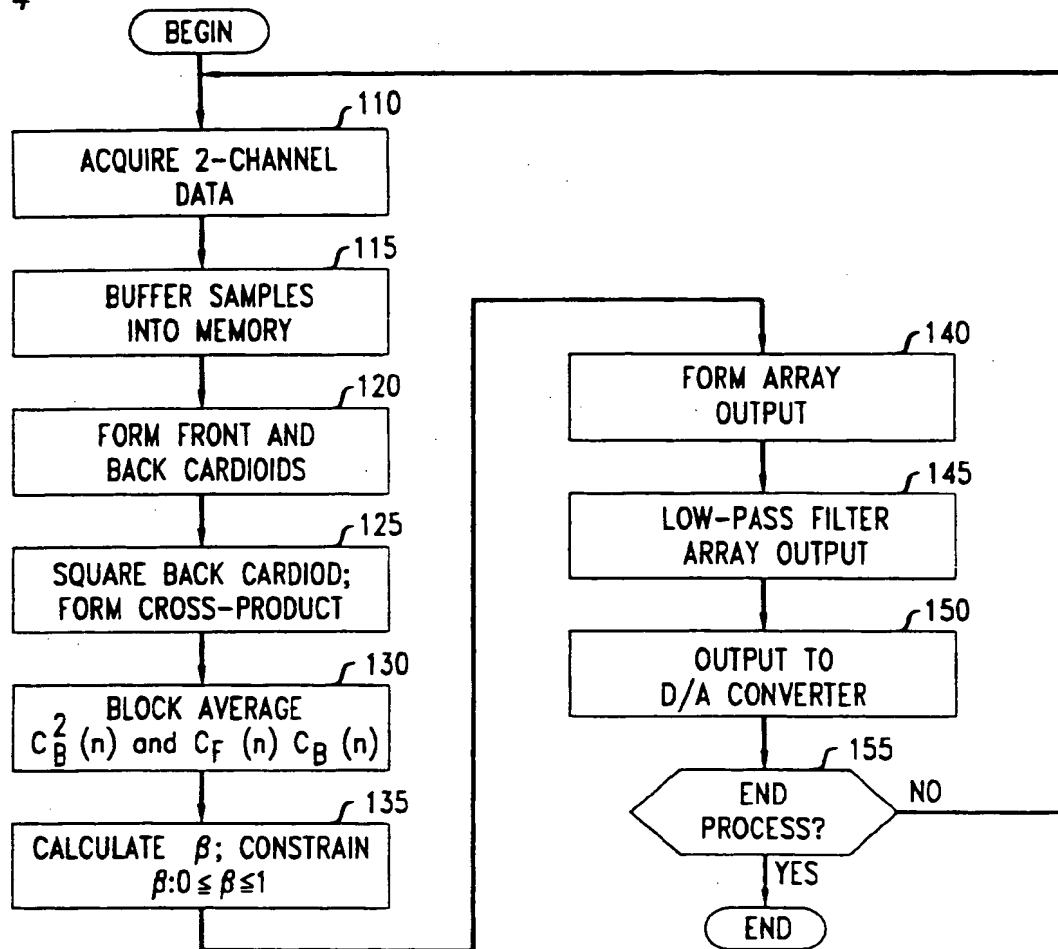 4
BEGIN
110
ACQUIRE 2-CHANNEL
DATA
115
BUFFER SAMPLES
INTO MEMORY
120
FORM FRONT AND
BACK CARDIOIDS
125
SQUARE BACK CARDIOD;
FORM CROSS-PRODUCT
130
BLOCK AVERAGE
C_B^2 (n) and C_F (n) C_B (n)
135
CALCULATE β; CONSTRAIN
β:0 ≤ β ≤ 1
140
FORM ARRAY
OUTPUT
145
LOW-PASS FILTER
ARRAY OUTPUT
150
OUTPUT TO
D/A CONVERTER
155
END
PROCESS?
NO
YES
END